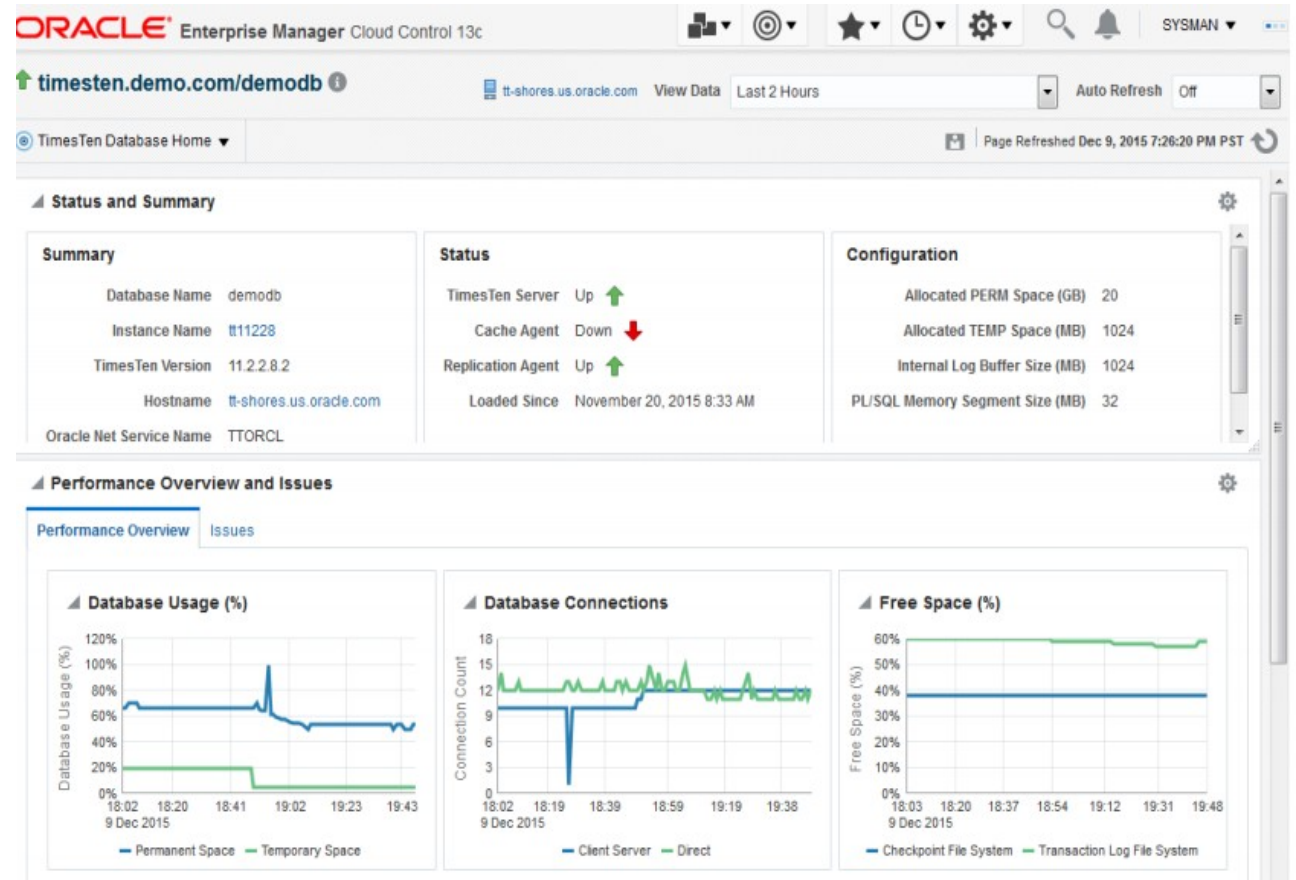 ORACLE Enterprise Manager Cloud Control 13c SYSMAN
timesten.demo.com/demodb tt-shores.us.oracle.com View Data Last 2 Hours Auto Refresh Off
TimesTen Database Home Page Refreshed Dec 9, 2015 7:26:20 PM PST
Status and Summary
Summary
Database Name demodb
Instance Name tt11228
TimesTen Version 11.2.2.8.2
Hostname tt-shores.us.oracle.com
Oracle Net Service Name TTORCL
Status
TimesTen Server Up
Cache Agent Down
Replication Agent Up
Loaded Since November 20, 2015 8:33 AM
Configuration
Allocated PERM Space (GB) 20
Allocated TEMP Space (MB) 1024
Internal Log Buffer Size (MB) 1024
PL/SQL Memory Segment Size (MB) 32
Performance Overview and Issues
Performance Overview Issues
Database Usage (%)
Database Usage (%)
120%
100%
80%
60%
40%
20%
0%
18:02 18:20 18:41 19:02 19:23 19:43
9 Dec 2015
Permanent Space Temporary Space
Database Connections
Connection Count
18
15
12
9
6
3
0
18:02 18:19 18:39 18:59 19:19 19:38
9 Dec 2015
Client Server Direct
Free Space (%)
Free Space (%)
60%
50%
40%
30%
20%
10%
0%
18:03 18:20 18:37 18:54 19:12 19:31 19:48
9 Dec 2015
Checkpoint File System Transaction Log File System